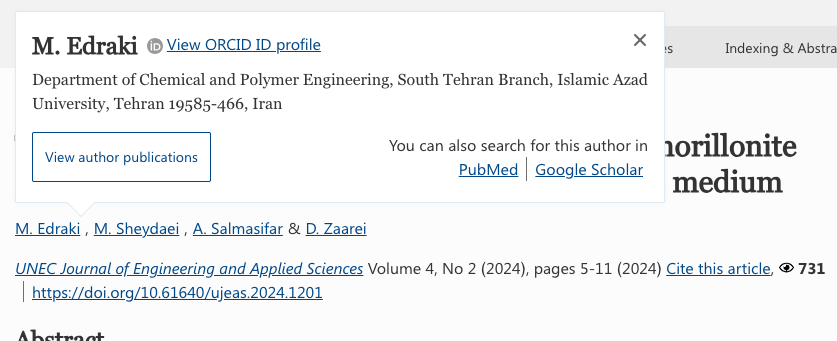 M. Edraki iD View ORCID ID profile
Department of Chemical and Polymer Engineering, South Tehran Branch, Islamic Azad
University, Tehran 19585-466, Iran
View author publications
You can also search for this author in
PubMed Google Scholar
Indexing & Abstra
norillonite
medium
M. Edraki , M. Sheydaei , A. Salmasifar & D. Zaarei
UNEC Journal of Engineering and Applied Sciences Volume 4, No 2 (2024), pages 5-11 (2024) Cite this article, 731
https://doi.org/10.61640/ujeas.2024.1201
Abstract